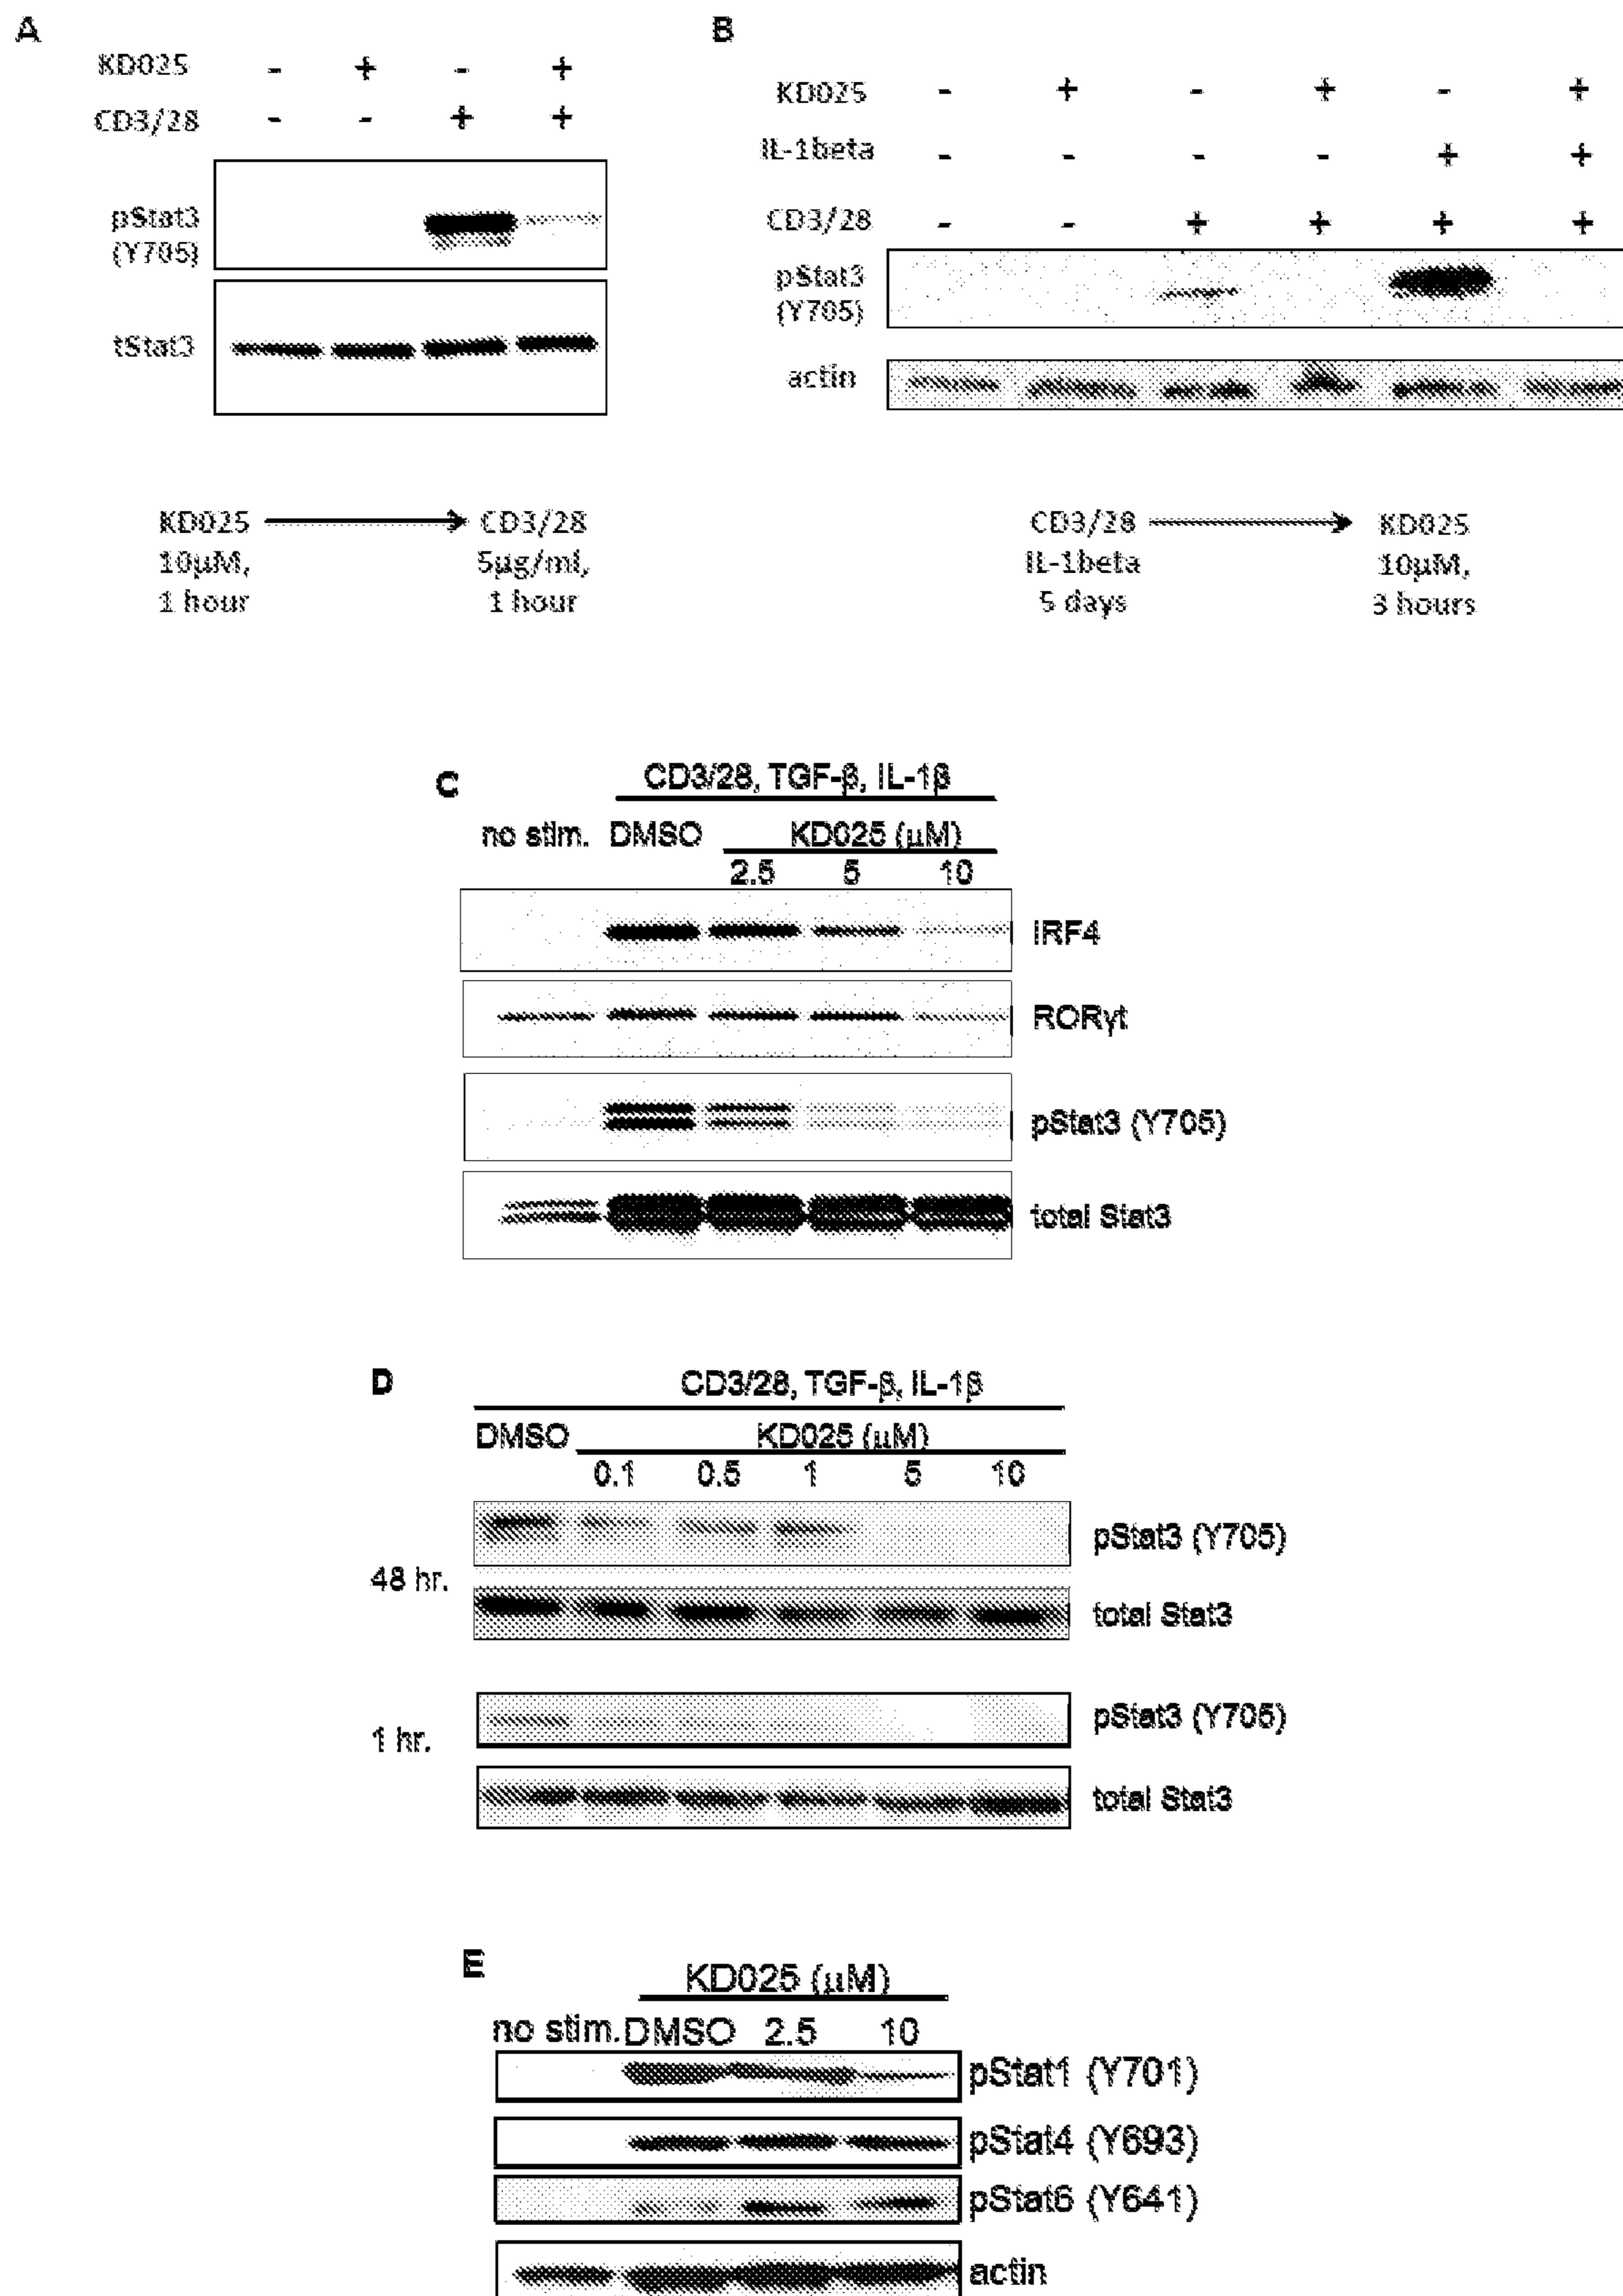 A
KD025 - + - +
CD3/28 - - + +
pStat3
(Y705)
tStat3
KD025 CD3/28
10µM, 5µg/ml,
1 hour 1 hour
B
KD025 - + - + - +
IL-1beta - - - - + +
CD3/28 - - + + + +
pStat3
(Y705)
actin
CD3/28 KD025
IL-1beta 10µM,
5 days 3 hours
C
CD3/28, TGF-β, IL-1β
no stim. DMSO KD025 (µM)
2.5 5 10
IRF4
RORγt
pStat3 (Y705)
total Stat3
D
CD3/28, TGF-β, IL-1β
DMSO KD025 (µM)
0.1 0.5 1 5 10
pStat3 (Y705)
48 hr.
total Stat3
pStat3 (Y705)
1 hr.
total Stat3
E
KD025 (µM)
no stim. DMSO 2.5 10
pStat1 (Y701)
pStat4 (Y693)
pStat6 (Y641)
actin